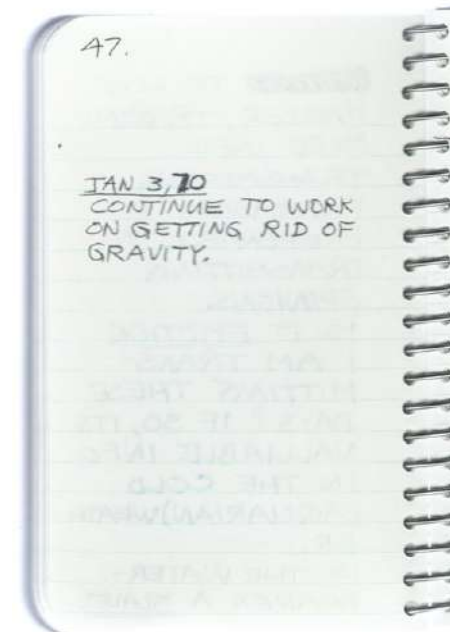 47.
JAN 3,70
CONTINUE TO WORK
ON GETTING RID OF
GRAVITY.